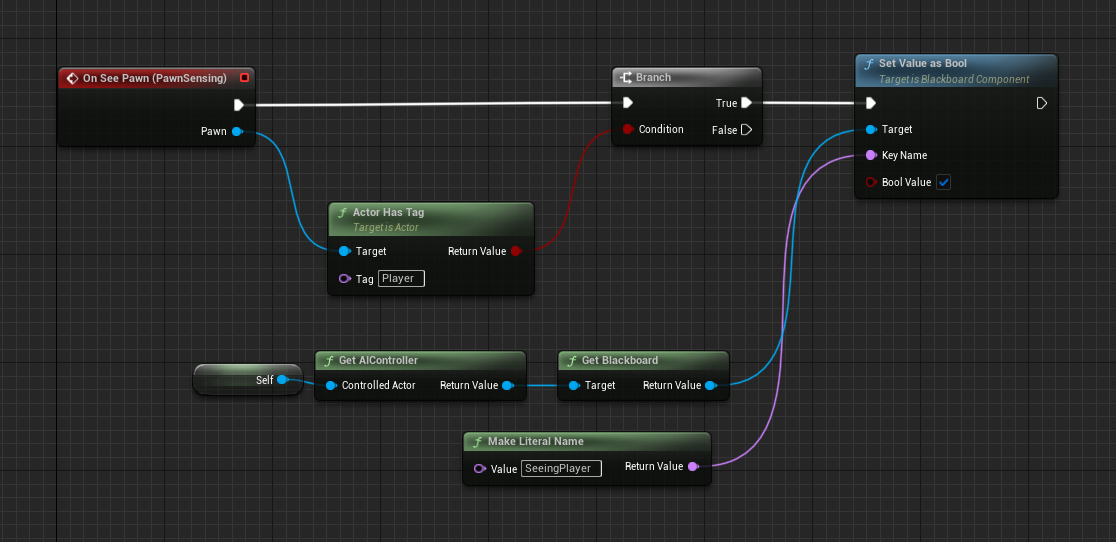 On See Pawn (PawnSensing)
Pawn
Branch
True
Condition
False
Set Value as Bool
Target is Blackboard Component
Target
Key Name
Bool Value
Actor Has Tag
Target is Actor
Target
Return Value
Tag
Player
Self
Get AIController
Controlled Actor
Return Value
Get Blackboard
Target
Return Value
Make Literal Name
Value
SeeingPlayer
Return Value